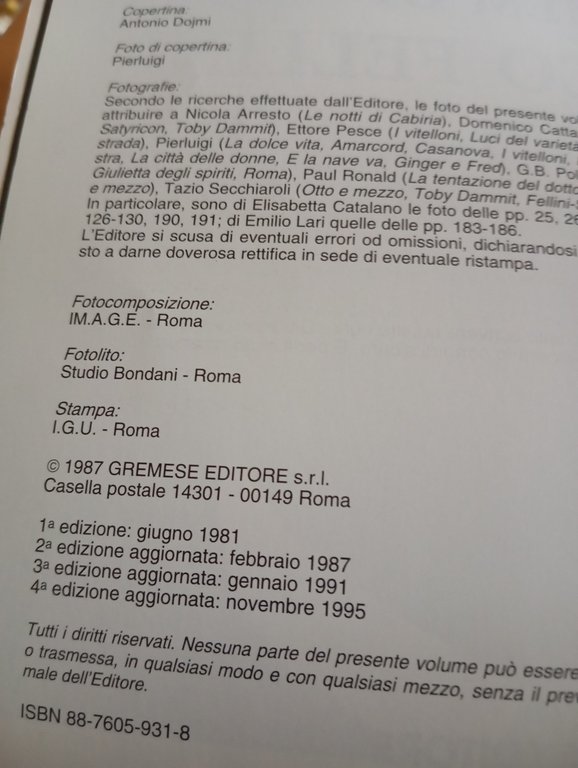 Copertina:
Antonio Dojmi
Foto di copertina:
Pierluigi
Fotografie:
Secondo le ricerche effettuate dall'Editore, le foto del presente vo
attribuire a Nicola Arresto (Le notti di Cabiria), Domenico Catta
Satyricon, Toby Dammit), Ettore Pesce (I vitelloni, Luci del varietà
strada), Pierluigi (La dolce vita, Amarcord, Casanova, I vitelloni,
stra, La città delle donne, E la nave va, Ginger e Fred), G.B. Pol
Giulietta degli spiriti, Roma), Paul Ronald (La tentazione del dotto
e mezzo), Tazio Secchiaroli (Otto e mezzo, Toby Dammit, Fellini-
In particolare, sono di Elisabetta Catalano le foto delle pp. 25, 26
126-130, 190, 191; di Emilio Lari quelle delle pp. 183-186.
L'Editore si scusa di eventuali errori od omissioni, dichiarandosi
sto a darne doverosa rettifica in sede di eventuale ristampa.
Fotocomposizione:
IM.A.G.E. - Roma
Fotolito:
Studio Bondani - Roma
Stampa:
I.G.U. - Roma
© 1987 GREMESE EDITORE s.r.l.
Casella postale 14301 - 00149 Roma
1ª edizione: giugno 1981
2ª edizione aggiornata: febbraio 1987
3ª edizione aggiornata: gennaio 1991
4ª edizione aggiornata: novembre 1995
Tutti i diritti riservati. Nessuna parte del presente volume può essere
o trasmessa, in qualsiasi modo e con qualsiasi mezzo, senza il prev
male dell'Editore.
ISBN 88-7605-931-8